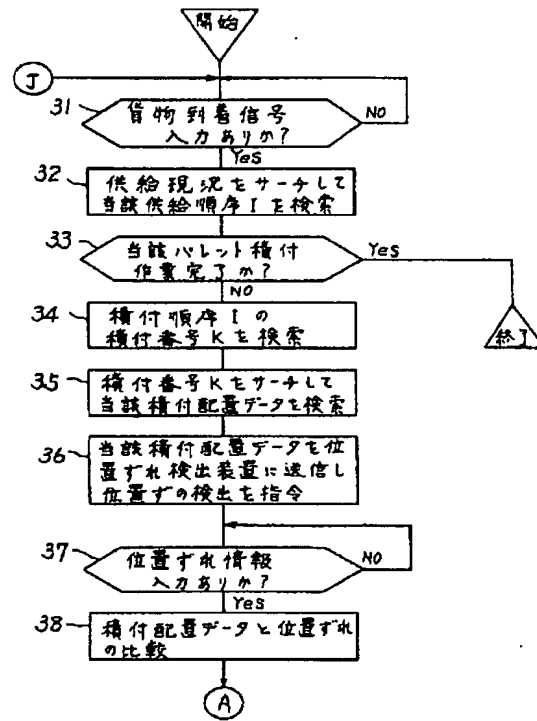 開始
J
31
貨物到着信号
入力ありか?
NO
Yes
32
供給現況をサーチして
当該供給順序Iを検索
33
当該パレット積付
作業完了か?
Yes
NO
終了
34
積付順序Iの
積付番号Kを検索
35
積付番号Kをサーチして
当該積付配置データを検索
36
当該積付配置データを位
置ずれ検出装置に送信し
位置ずの検出を指令
37
位置ずれ情報
入力ありか?
NO
Yes
38
積付配置データと位置ずれ
の比較
A